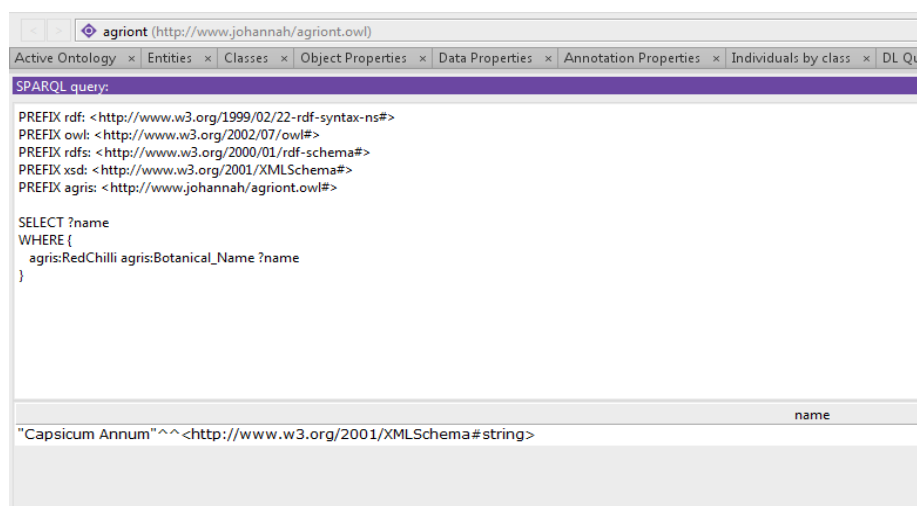 < > agriont (http://www.johannah/agriont.owl)
Active Ontology × Entities × Classes × Object Properties × Data Properties × Annotation Properties × Individuals by class × DL Qu
SPARQL query:
PREFIX rdf: <http://www.w3.org/1999/02/22-rdf-syntax-ns#>
PREFIX owl: <http://www.w3.org/2002/07/owl#>
PREFIX rdfs: <http://www.w3.org/2000/01/rdf-schema#>
PREFIX xsd: <http://www.w3.org/2001/XMLSchema#>
PREFIX agris: <http://www.johannah/agriont.owl#>
SELECT ?name
WHERE {
agris:RedChilli agris:Botanical_Name ?name
}
name
"Capsicum Annum"^^<http://www.w3.org/2001/XMLSchema#string>